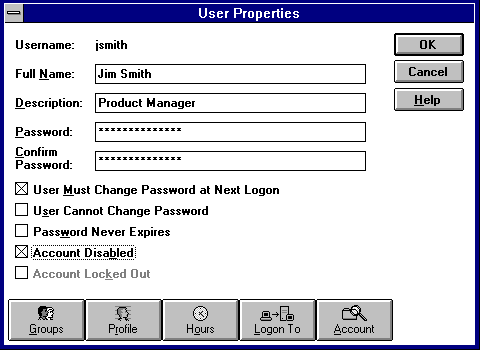 User Properties
Username: jsmith
OK
Full Name: Jim Smith
Cancel
Description: Product Manager
Help
Password: **************
Confirm
Password: **************
User Must Change Password at Next Logon
User Cannot Change Password
Password Never Expires
Account Disabled
Account Locked Out
Groups Profile Hours Logon To Account